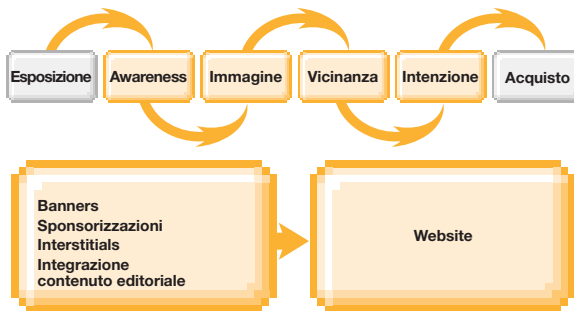 Esposizione
Awareness
Immagine
Vicinanza
Intenzione
Acquisto
Banners
Sponsorizzazioni
Interstitials
Integrazione
contenuto editoriale
Website